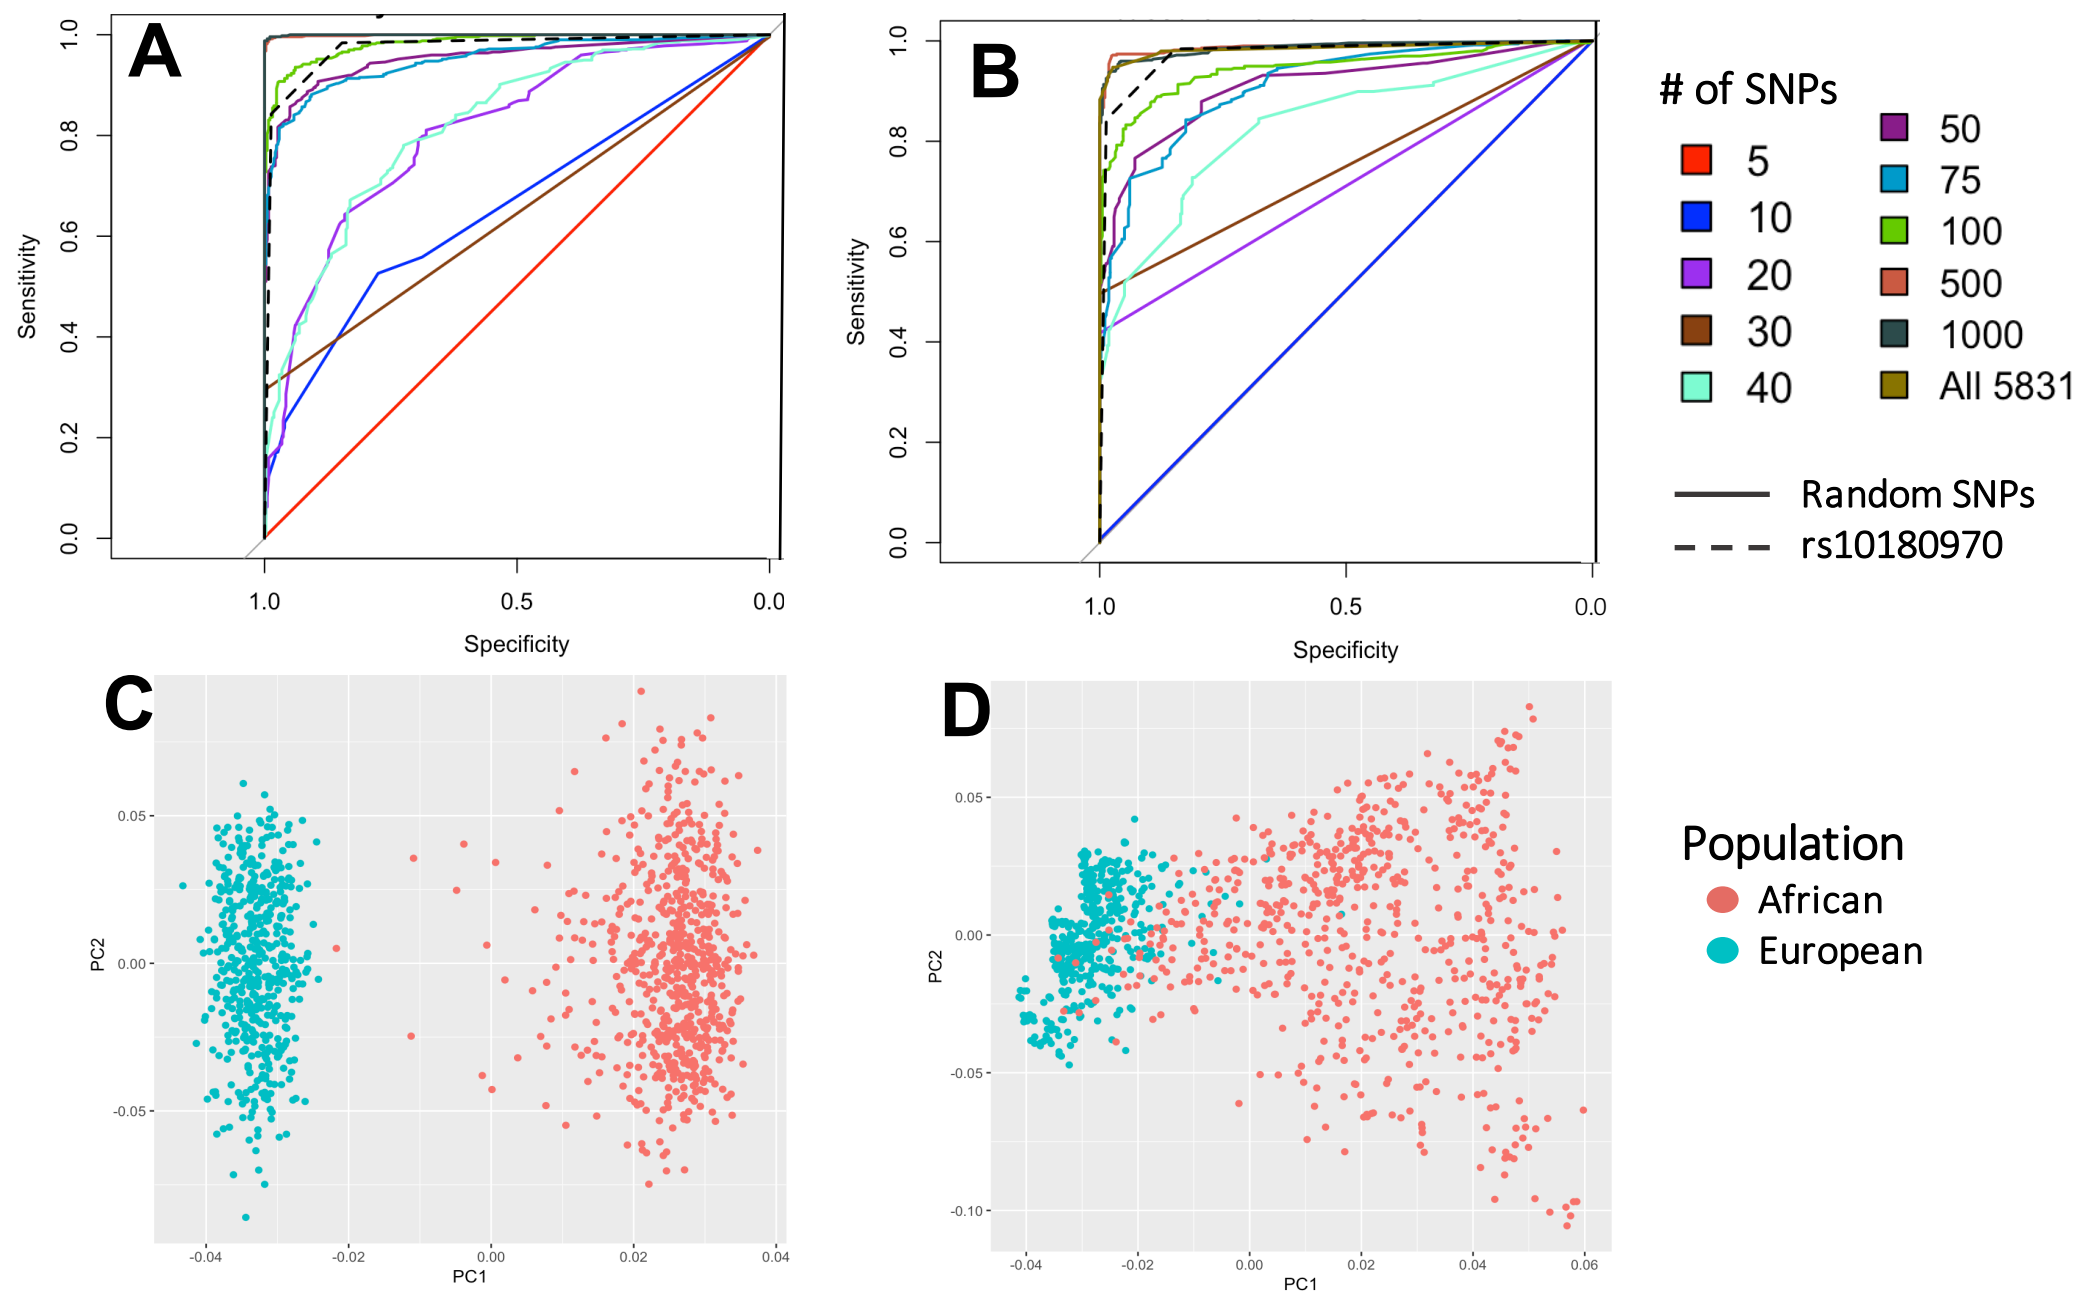 A
1.0
0.8
0.6
0.4
0.2
0.0
Sensitivity
1.0 0.5 0.0
Specificity
B
1.0
0.8
0.6
0.4
0.2
0.0
Sensitivity
1.0 0.5 0.0
Specificity
# of SNPs
5
10
20
30
40
50
75
100
500
1000
All 5831
Random SNPs
rs10180970
C
0.05
0.00
-0.05
PC2
-0.04 -0.02 0.00 0.02 0.04
PC1
D
0.05
0.00
-0.05
-0.10
PC2
-0.04 -0.02 0.00 0.02 0.04 0.06
PC1
Population
African
European